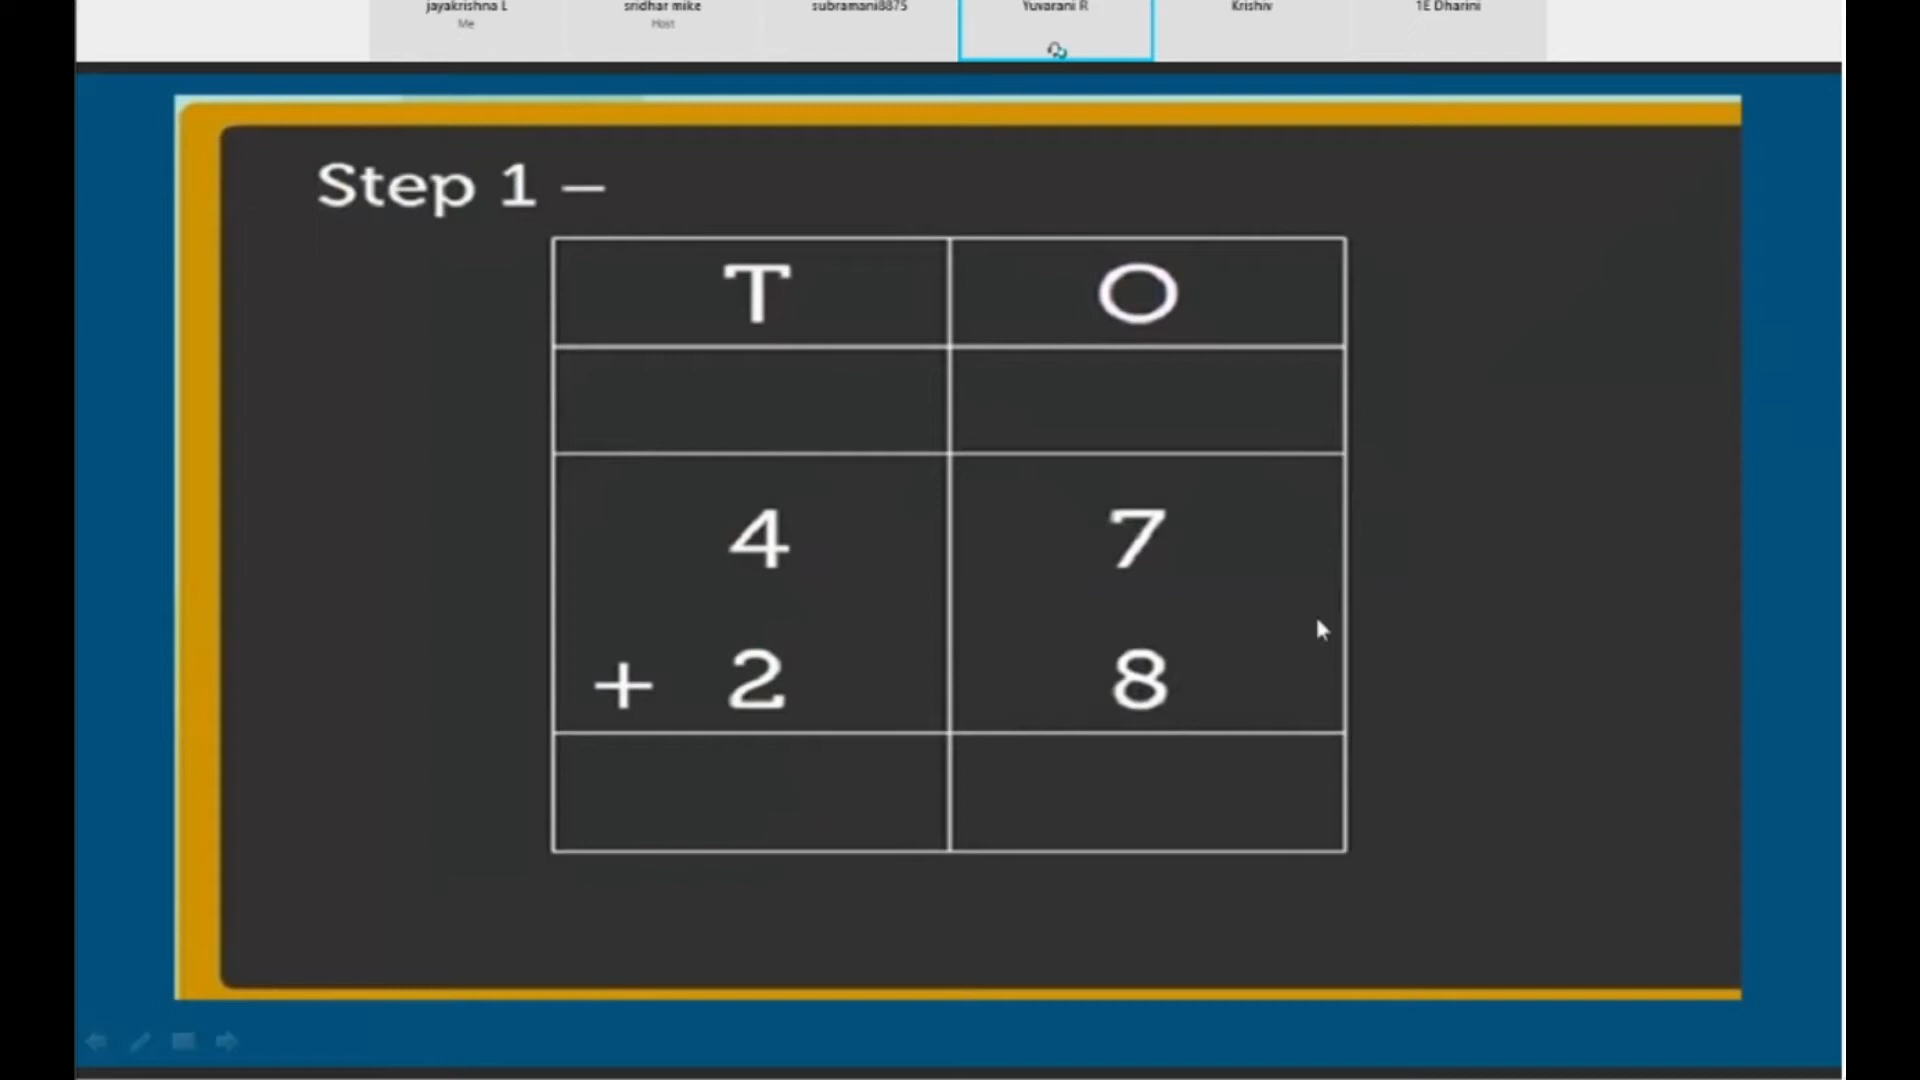 jayakrishna L
Me
sridhar mike
Host
subramani8875
Yuvarani R
Krishiv
1E Dharini
Step 1 –
T O
4 7
+ 2 8